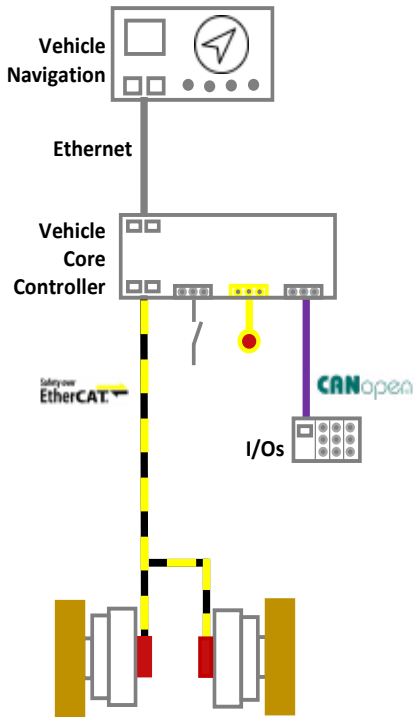 Vehicle
Navigation
Ethernet
Vehicle
Core
Controller
Safety over
EtherCAT.
CANopen
I/Os